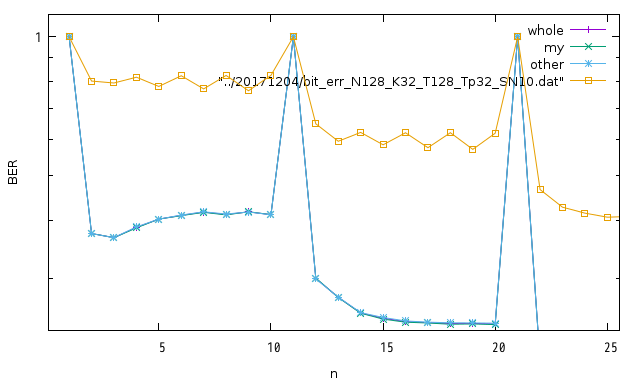 whole
my
other
"../20171204/bit_err_N128_K32_T128_Tp32_SN10.dat"
1
BER
5 10 15 20 25
n